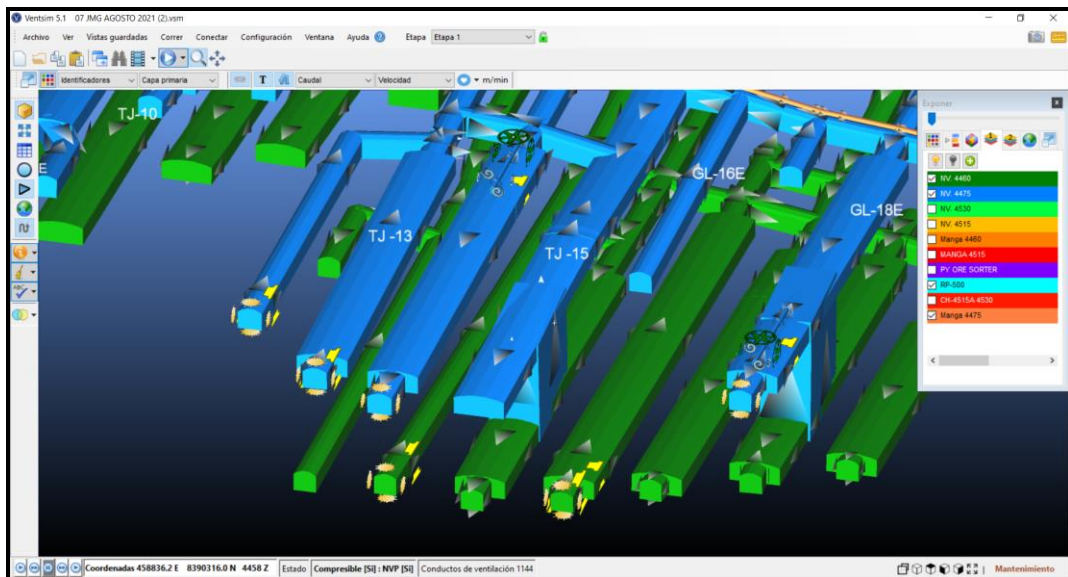 Ventsim 5.1 07 JMG AGOSTO 2021 (2).vsm
Archivo Ver Vistas guardadas Correr Conectar Configuración Ventana Ayuda Etapa Etapa 1
Identificadores Capa primaria T Caudal Velocidad m/min
Exponer
TJ-10
E
TJ -13
TJ -15
GL-16E
GL-18E
NV. 4460
NV. 4475
NV. 4530
NV. 4515
Manga 4460
MANGA 4515
PY ORE SORTER
RP-500
CH-4515A 4530
Manga 4475
ABC
Coordenadas 458836.2 E 8390316.0 N 4458 Z Estado Compresible [Si] : NVP [Si] Conductos de ventilación 1144 Mantenimiento